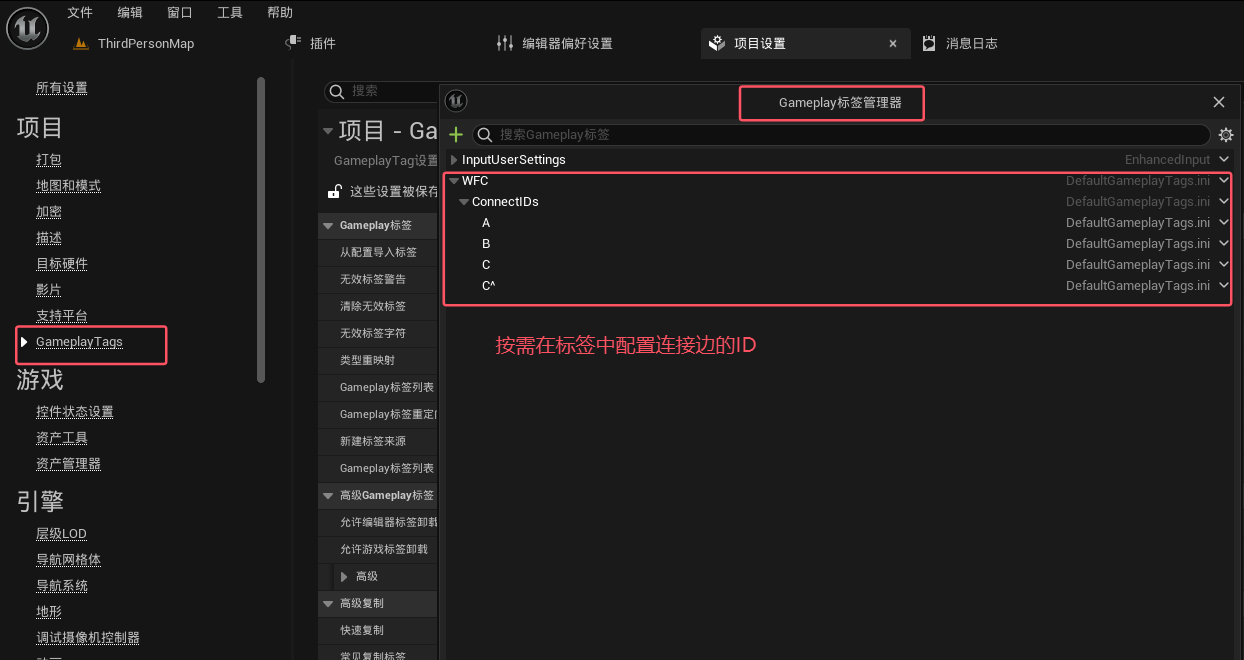 文件 编辑 窗口 工具 帮助
ThirdPersonMap 插件 编辑器偏好设置 项目设置 消息日志
所有设置
项目
打包
地图和模式
加密
描述
目标硬件
影片
支持平台
GameplayTags
游戏
控件状态设置
资产工具
资产管理器
引擎
层级LOD
导航网格体
导航系统
地形
调试摄像机控制器
搜索
项目 - Ga
GameplayTag设置
这些设置被保存
Gameplay标签
从配置导入标签
无效标签警告
清除无效标签
无效标签字符
类型重映射
Gameplay标签列表
Gameplay标签重定
新建标签来源
Gameplay标签列表
高级Gameplay标签
允许编辑器标签卸载
允许游戏标签卸载
高级
高级复制
快速复制
常见复制标签
Gameplay标签管理器
搜索Gameplay标签
InputUserSettings EnhancedInput
WFC DefaultGameplayTags.ini
ConnectIDs DefaultGameplayTags.ini
A DefaultGameplayTags.ini
B DefaultGameplayTags.ini
C DefaultGameplayTags.ini
C^ DefaultGameplayTags.ini
按需在标签中配置连接边的ID